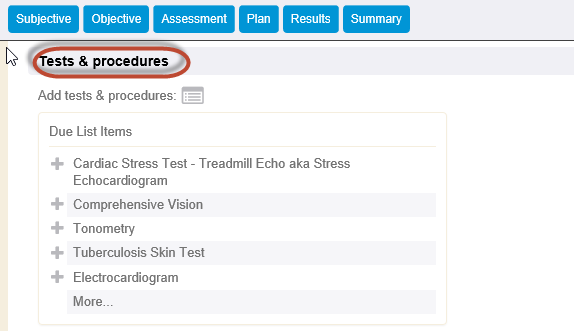 Subjective Objective Assessment Plan Results Summary
Tests & procedures
Add tests & procedures:
Due List Items
Cardiac Stress Test - Treadmill Echo aka Stress
Echocardiogram
Comprehensive Vision
Tonometry
Tuberculosis Skin Test
Electrocardiogram
More...